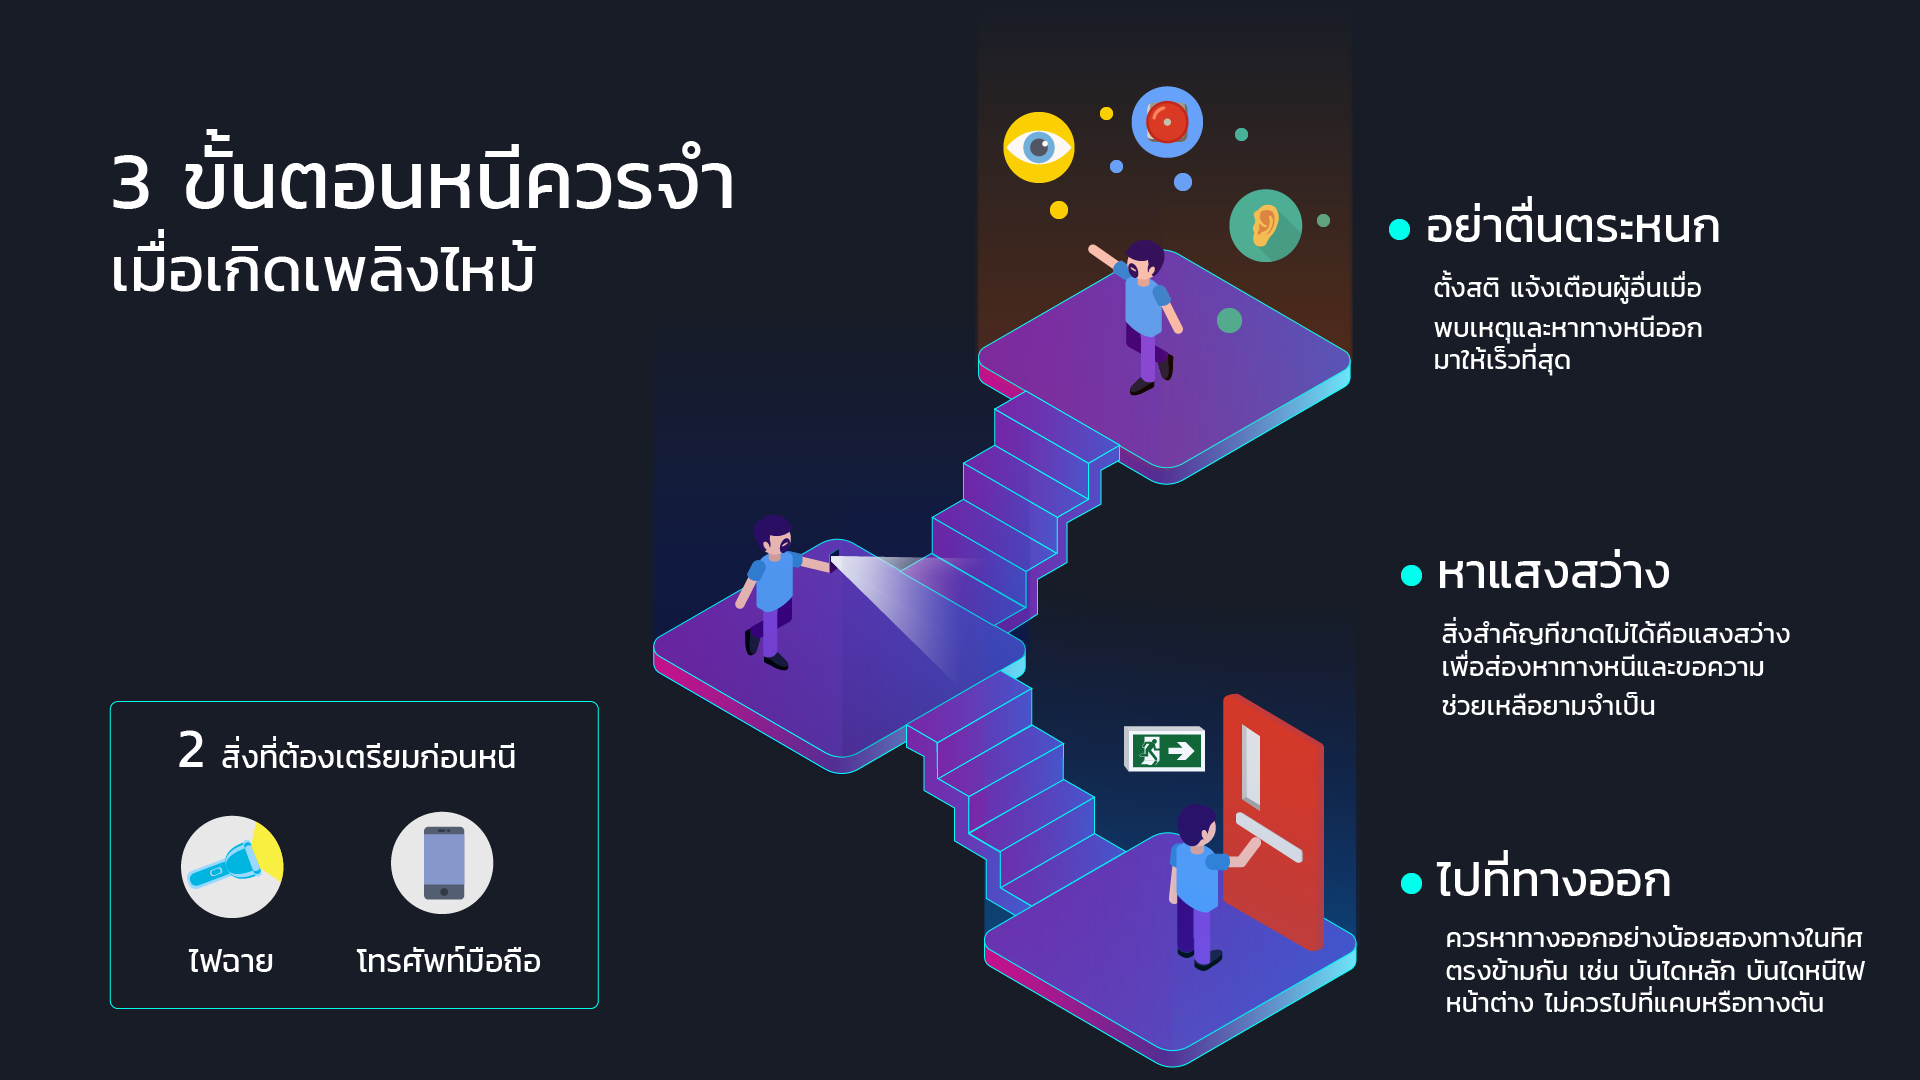 3 ขั้นตอนหนีควรจำ
เมื่อเกิดเพลิงไหม้
อย่าตื่นตระหนก
ตั้งสติ แจ้งเตือนผู้อื่นเมื่อ
พบเหตุและหาทางหนีออก
มาให้เร็วที่สุด
หาแสงสว่าง
สิ่งสำคัญทีขาดไม่ได้คือแสงสว่าง
เพื่อส่องหาทางหนีและขอความ
ช่วยเหลือยามจำเป็น
2 สิ่งที่ต้องเตรียมก่อนหนี
ไฟฉาย โทรศัพท์มือถือ
ไปที่ทางออก
ควรหาทางออกอย่างน้อยสองทางในทิศ
ตรงข้ามกัน เช่น บันไดหลัก บันไดหนีไฟ
หน้าต่าง ไม่ควรไปที่แคบหรือทางตัน